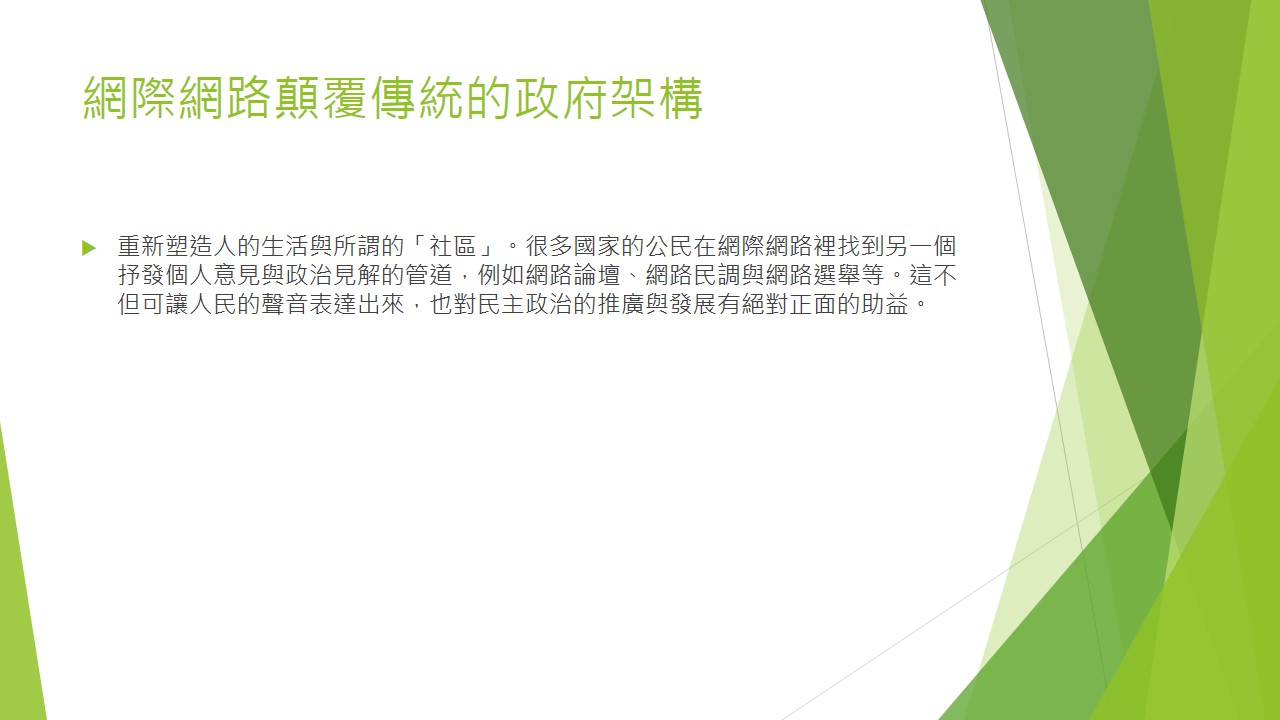 網際網路顛覆傳統的政府架構
重新塑造人的生活與所謂的「社區」。很多國家的公民在網際網路裡找到另一個
抒發個人意見與政治見解的管道，例如網路論壇、網路民調與網路選舉等。這不
但可讓人民的聲音表達出來，也對民主政治的推廣與發展有絕對正面的助益。